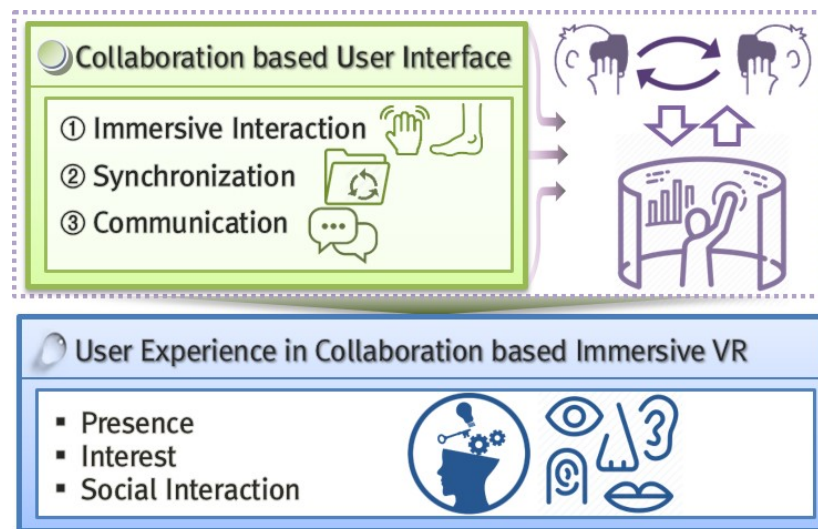 Collaboration based User Interface
① Immersive Interaction
② Synchronization
③ Communication
User Experience in Collaboration based Immersive VR
▪ Presence
▪ Interest
▪ Social Interaction